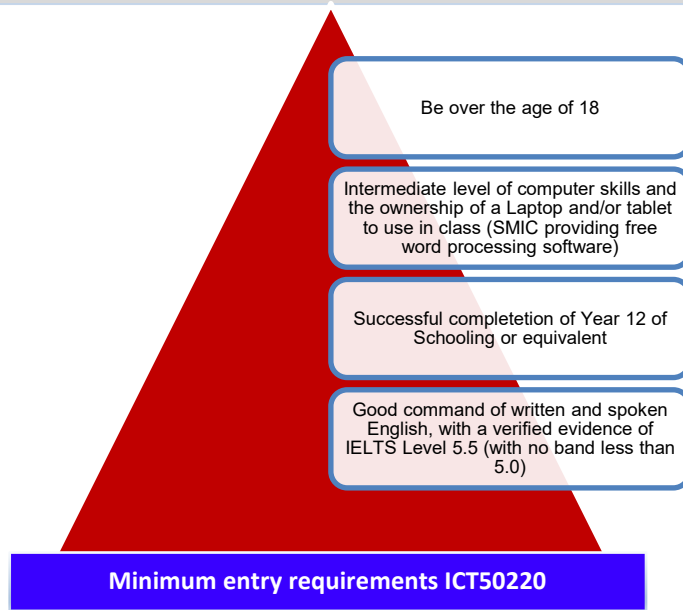 Be over the age of 18
Intermediate level of computer skills and
the ownership of a Laptop and/or tablet
to use in class (SMIC providing free
word processing software)
Successful completetion of Year 12 of
Schooling or equivalent
Good command of written and spoken
English, with a verified evidence of
IELTS Level 5.5 (with no band less than
5.0)
Minimum entry requirements ICT50220